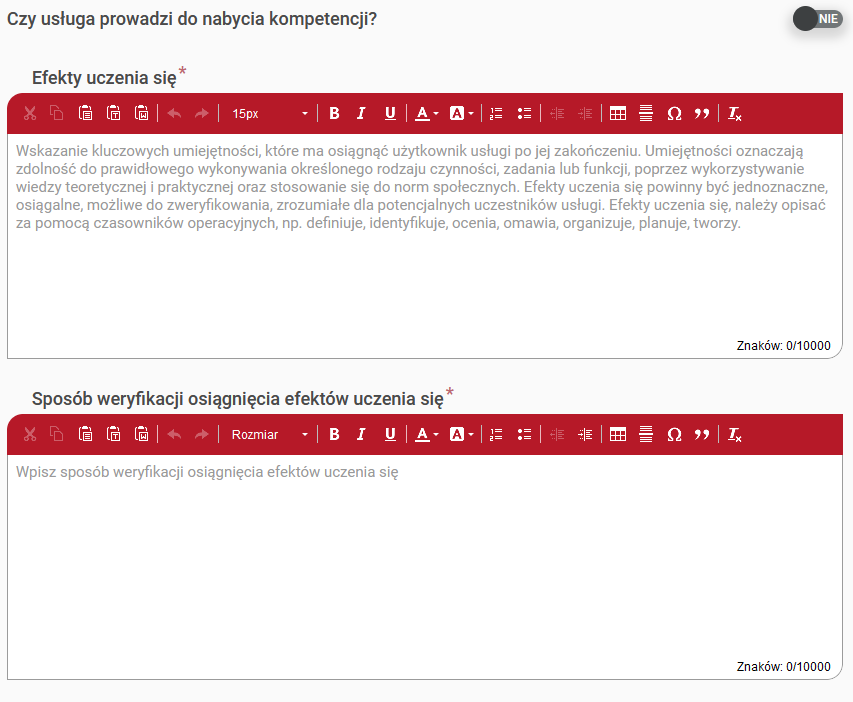 Czy usługa prowadzi do nabycia kompetencji?
NIE
Efekty uczenia się*
15px
B I U A A Ω ” Tx
Wskazanie kluczowych umiejętności, które ma osiągnąć użytkownik usługi po jej zakończeniu. Umiejętności oznaczają
zdolność do prawidłowego wykonywania określonego rodzaju czynności, zadania lub funkcji, poprzez wykorzystywanie
wiedzy teoretycznej i praktycznej oraz stosowanie się do norm społecznych. Efekty uczenia się powinny być jednoznaczne,
osiągalne, możliwe do zweryfikowania, zrozumiałe dla potencjalnych uczestników usługi. Efekty uczenia się, należy opisać
za pomocą czasowników operacyjnych, np. definiuje, identyfikuje, ocenia, omawia, organizuje, planuje, tworzy.
Znaków: 0/10000
Sposób weryfikacji osiągnięcia efektów uczenia się*
Rozmiar
B I U A A Ω ” Tx
Wpisz sposób weryfikacji osiągnięcia efektów uczenia się
Znaków: 0/10000